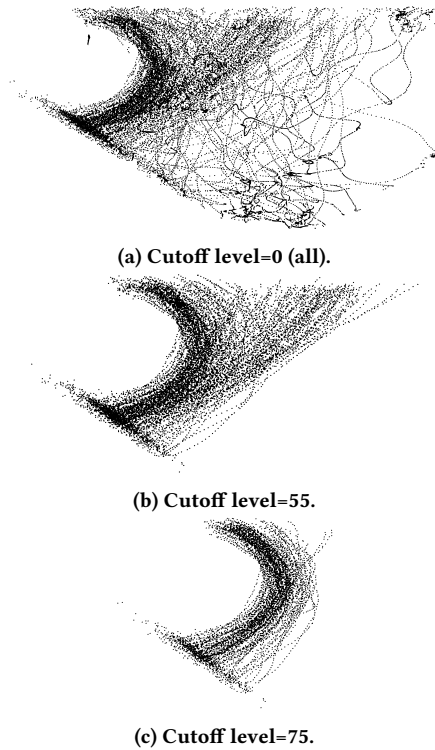 (a) Cutoff level=0 (all).
(b) Cutoff level=55.
(c) Cutoff level=75.